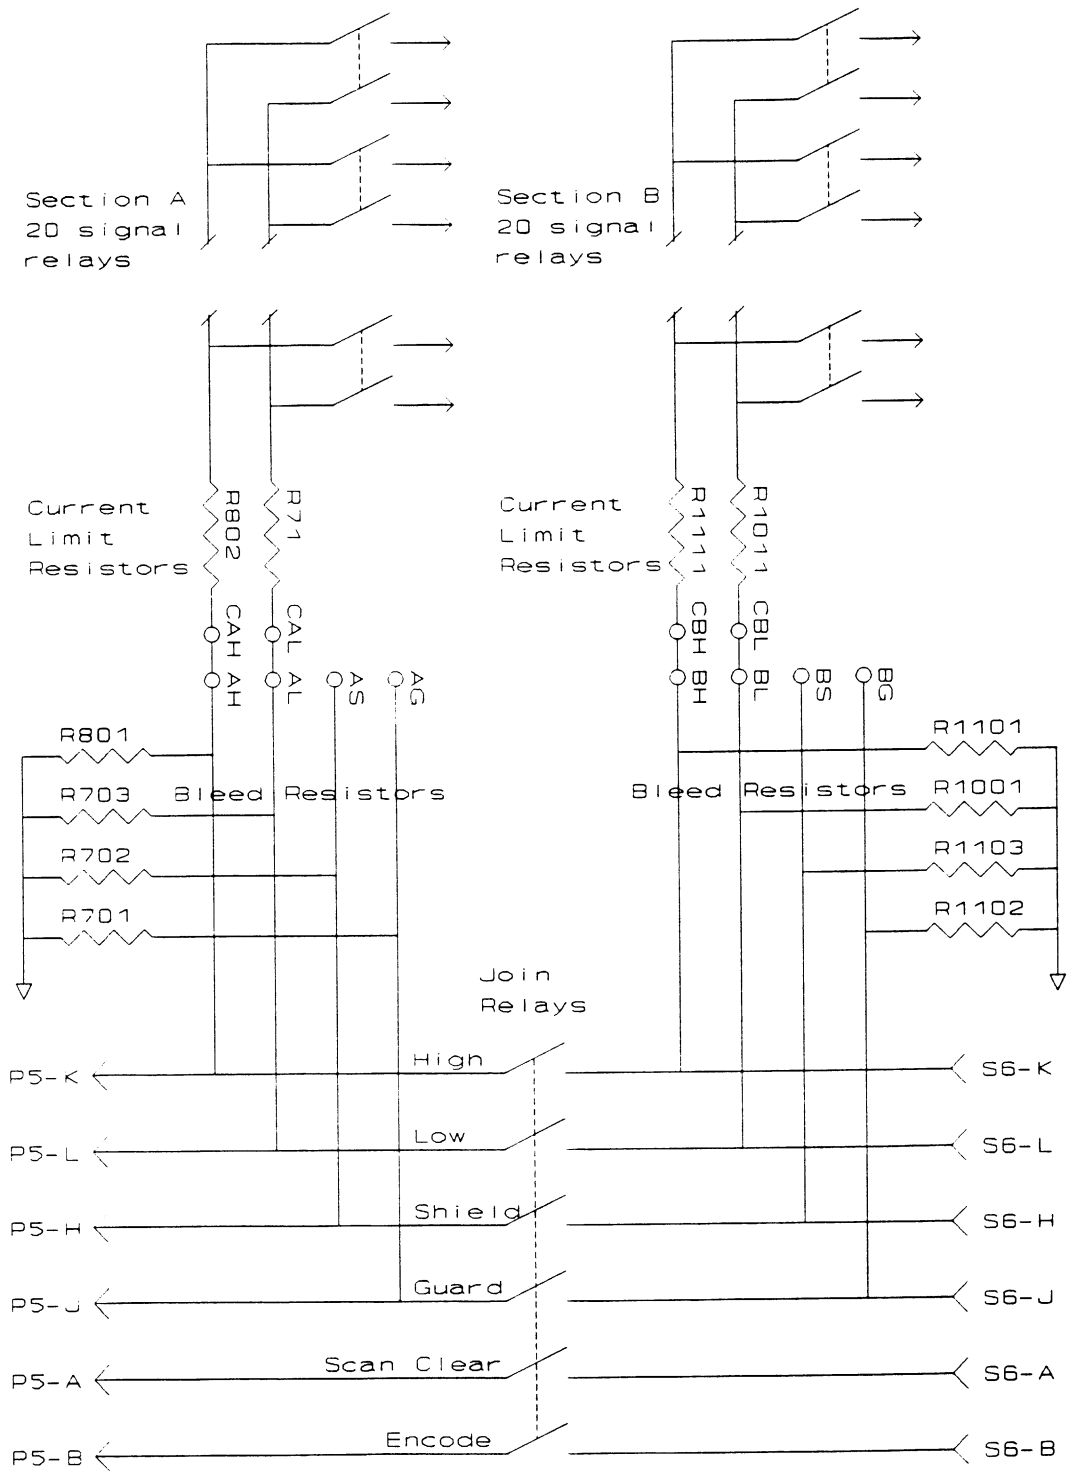 Section A
20 signal
relays
Section B
20 signal
relays
Current
Limit
Resistors
R802
R71
Current
Limit
Resistors
R1111
R1011
CAH
CAL
CBH
CBL
AH
AL
AS
AG
BH
BL
BS
BG
R801
R1101
Bleed Resistors
Bleed Resistors
R703
R1001
R702
R1103
R701
R1102
Join
Relays
P5-K
High
S6-K
P5-L
Low
S6-L
P5-H
Shield
S6-H
P5-J
Guard
S6-J
P5-A
Scan Clear
S6-A
P5-B
Encode
S6-B